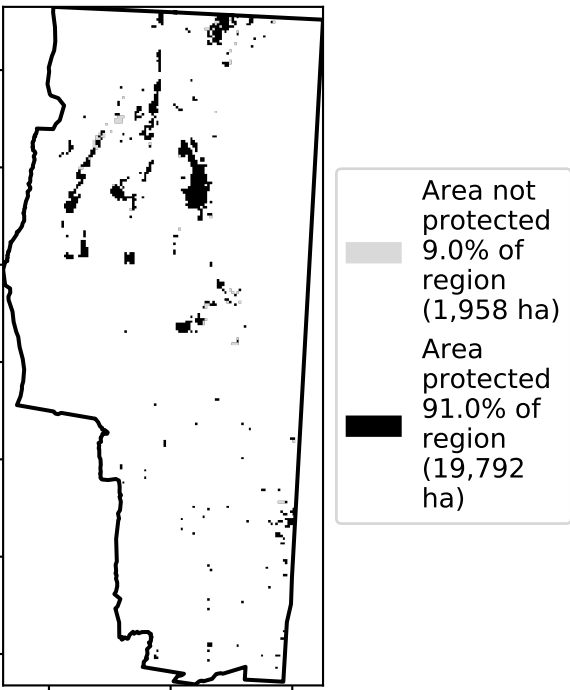 Area not
protected
9.0% of
region
(1,958 ha)
Area
protected
91.0% of
region
(19,792
ha)